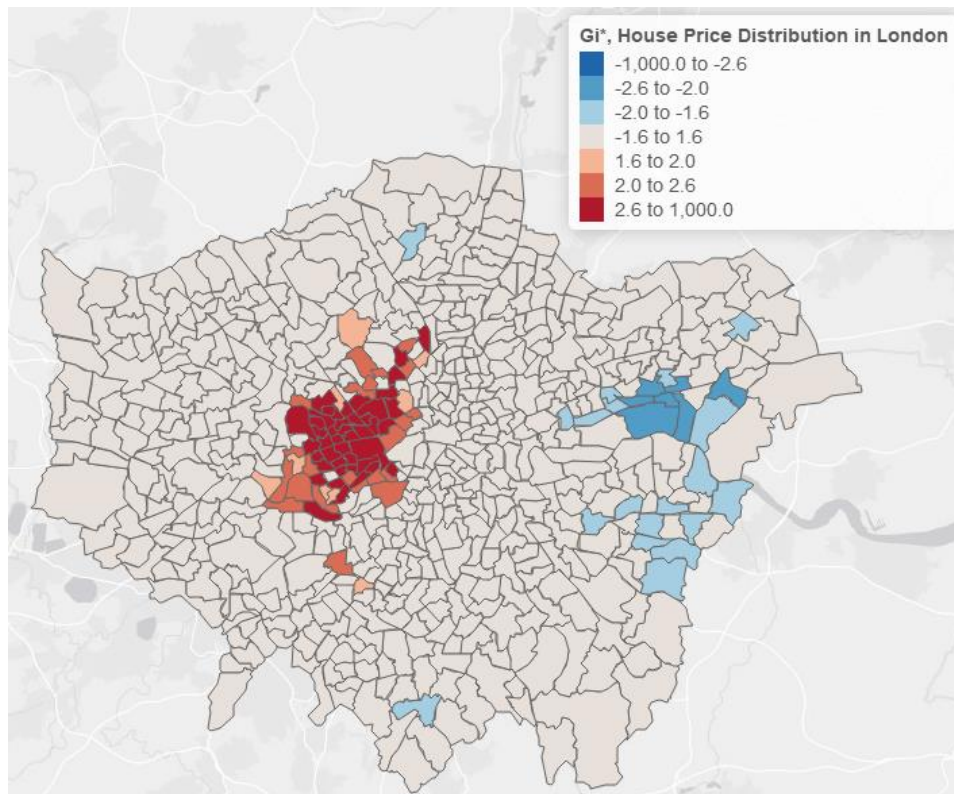 Gi*, House Price Distribution in London
-1,000.0 to -2.6
-2.6 to -2.0
-2.0 to -1.6
-1.6 to 1.6
1.6 to 2.0
2.0 to 2.6
2.6 to 1,000.0